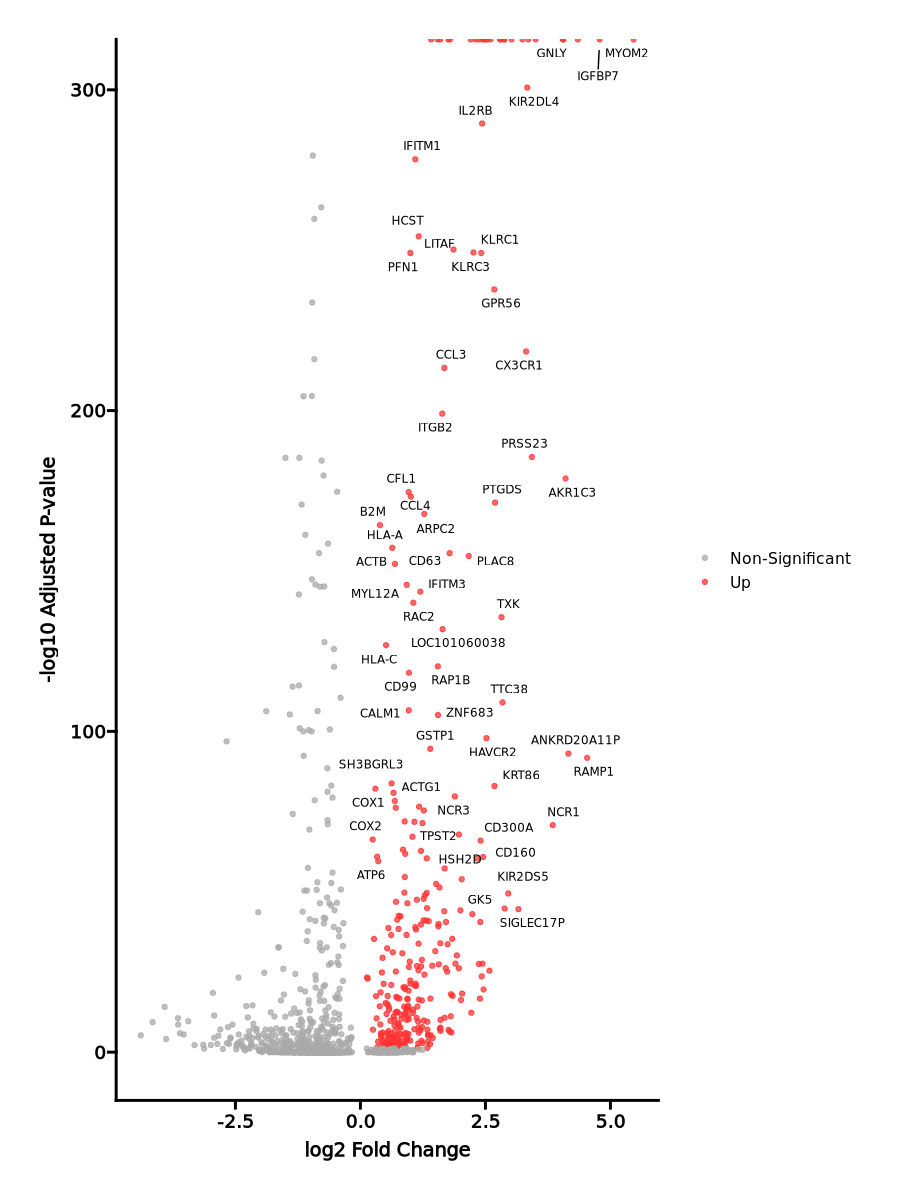 GNLY
MYOM2
IGFBP7
300
KIR2DL4
IL2RB
IFITM1
HCST
LITAF
KLRC1
PFN1
KLRC3
GPR56
CCL3
CX3CR1
200
ITGB2
PRSS23
CFL1
PTGDS
AKR1C3
CCL4
B2M
ARPC2
HLA-A
ACTB
CD63
PLAC8
Non-Significant
Up
MYL12A
IFITM3
RAC2
TXK
LOC101060038
HLA-C
CD99
RAP1B
TTC38
CALM1
ZNF683
100
GSTP1
HAVCR2
ANKRD20A11P
SH3BGRL3
RAMP1
KRT86
ACTG1
COX1
NCR3
NCR1
COX2
TPST2
CD300A
HSH2D
CD160
ATP6
KIR2DS5
GK5
SIGLEC17P
0
-2.5
0.0
2.5
5.0
log2 Fold Change
-log10 Adjusted P-value